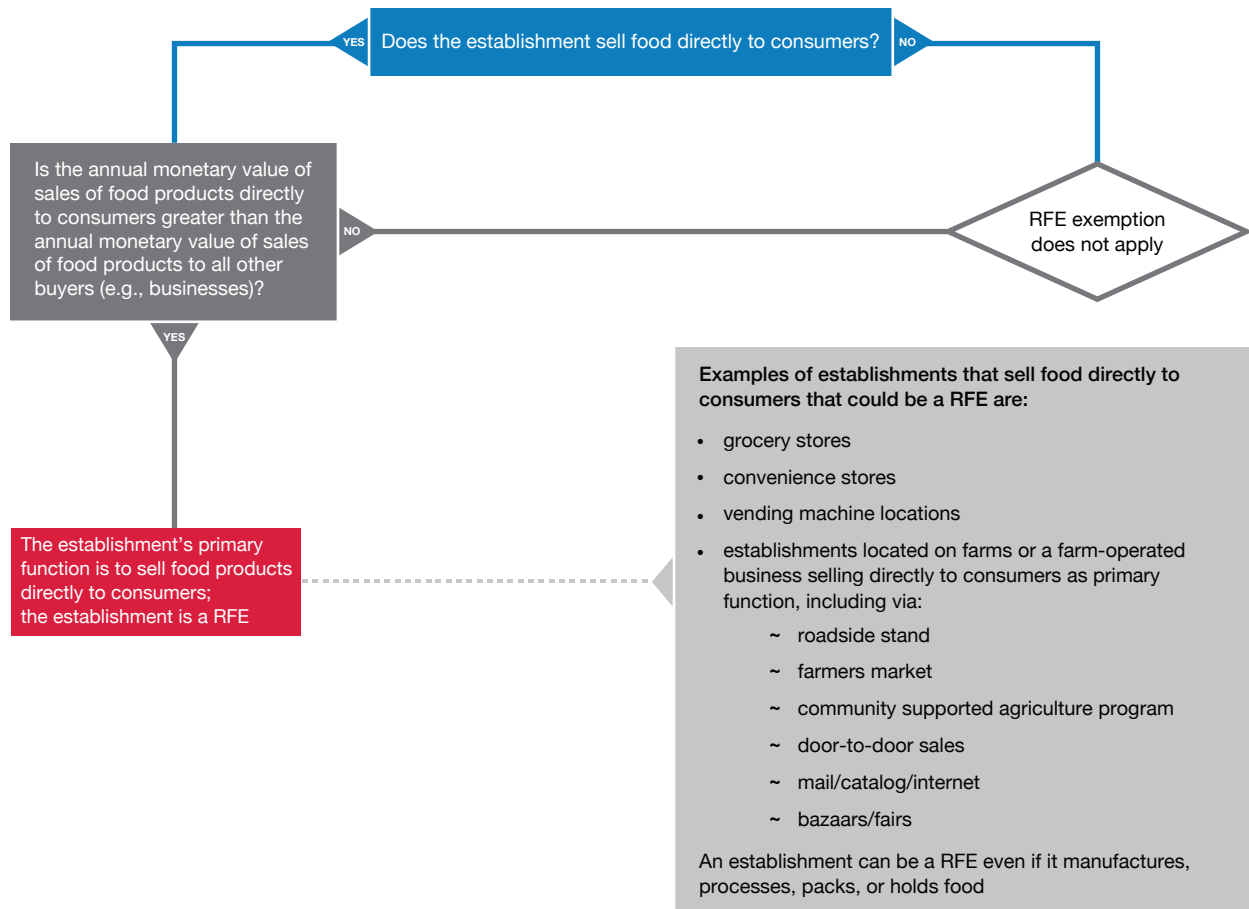 YES
Does the establishment sell food directly to consumers?
NO
Is the annual monetary value of
sales of food products directly
to consumers greater than the
annual monetary value of sales
of food products to all other
buyers (e.g., businesses)?
NO
RFE exemption
does not apply
YES
The establishment’s primary
function is to sell food products
directly to consumers;
the establishment is a RFE
Examples of establishments that sell food directly to
consumers that could be a RFE are:
• grocery stores
• convenience stores
• vending machine locations
• establishments located on farms or a farm-operated
business selling directly to consumers as primary
function, including via:
~ roadside stand
~ farmers market
~ community supported agriculture program
~ door-to-door sales
~ mail/catalog/internet
~ bazaars/fairs
An establishment can be a RFE even if it manufactures,
processes, packs, or holds food